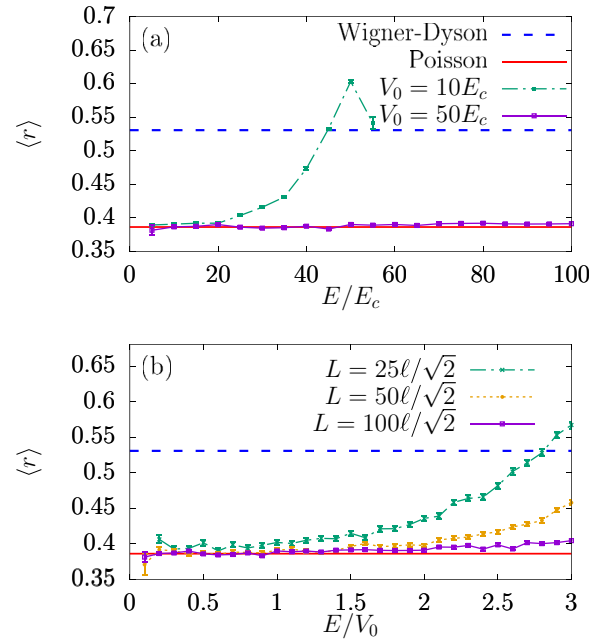 (a)
Wigner-Dyson
Poisson
V₀ = 10E_c
V₀ = 50E_c
⟨r⟩
0.7
0.65
0.6
0.55
0.5
0.45
0.4
0.35
0 20 40 60 80 100
E/E_c
(b)
L = 25ℓ/√2
L = 50ℓ/√2
L = 100ℓ/√2
⟨r⟩
0.65
0.6
0.55
0.5
0.45
0.4
0.35
0 0.5 1 1.5 2 2.5 3
E/V₀